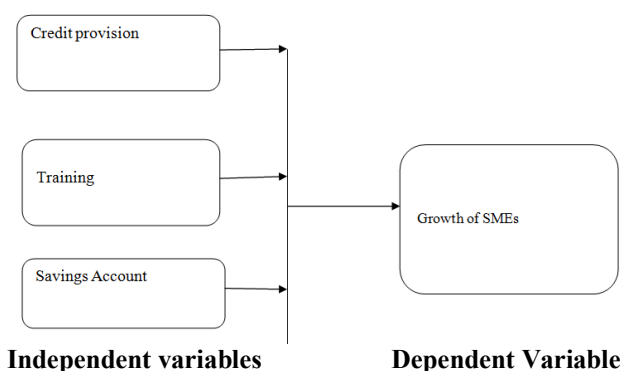 Credit provision
Training
Growth of SMEs
Savings Account
Independent variables
Dependent Variable